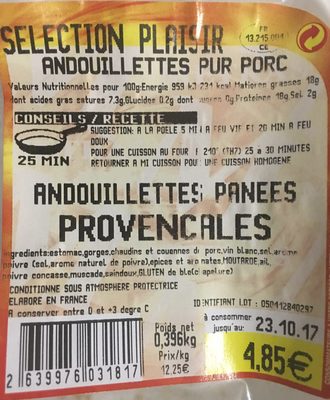 SELECTION PLAISIR
FR
13.215.001
CE
ANDOUILLETTES PUR PORC
Valeurs Nutritionnelles pour 100g:Energie 959 kJ 231 kcal Matieres grasses 18g
dont acides gras satures 7,3g,Glucides 0.2g dont sucres 0g Proteines 18g,Sel 2g
CONSEILS / RECETTE
SUGGESTION: A LA POELE 5 MIN A FEU VIF ET 20 MIN A FEU
DOUX
POUR UNE CUISSON AU FOUR ( 210° (TH7) 25 à 30 MINUTES
RETOURNER A MI CUISSON POUR UNE CUISSON HOMOGENE
25 MIN
ANDOUILLETTES PANEES
PROVENCALES
Ingredients:estomac,gorges,chaudins et couennes de porc,vin blanc,sel,arome
poivre (sel,arome naturel de poivre),epices et aromates,MOUTARDE,ail,
poivre concasse,muscade,saindoux,GLUTEN de ble(chapelure)
CONDITIONNE SOUS ATMOSPHERE PROTECTRICE
ELABORE EN FRANCE
A conserver entre 0 et +3 degre C
IDENTIFIANT LOT : 050412840297
à consommer
jusqu'au: 23.10.17
Poids net
0,396kg
Prix/kg
12.25€
4,85€
2 639976 031817